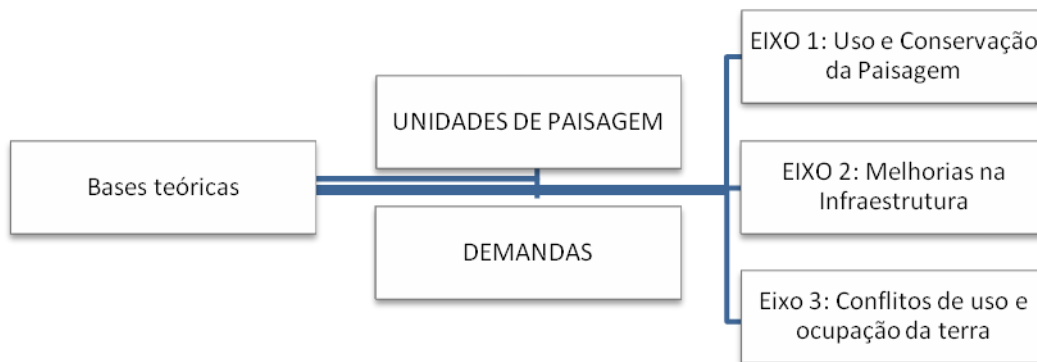 Bases teóricas
UNIDADES DE PAISAGEM
DEMANDAS
EIXO 1: Uso e Conservação
da Paisagem
EIXO 2: Melhorias na
Infraestrutura
Eixo 3: Conflitos de uso e
ocupação da terra